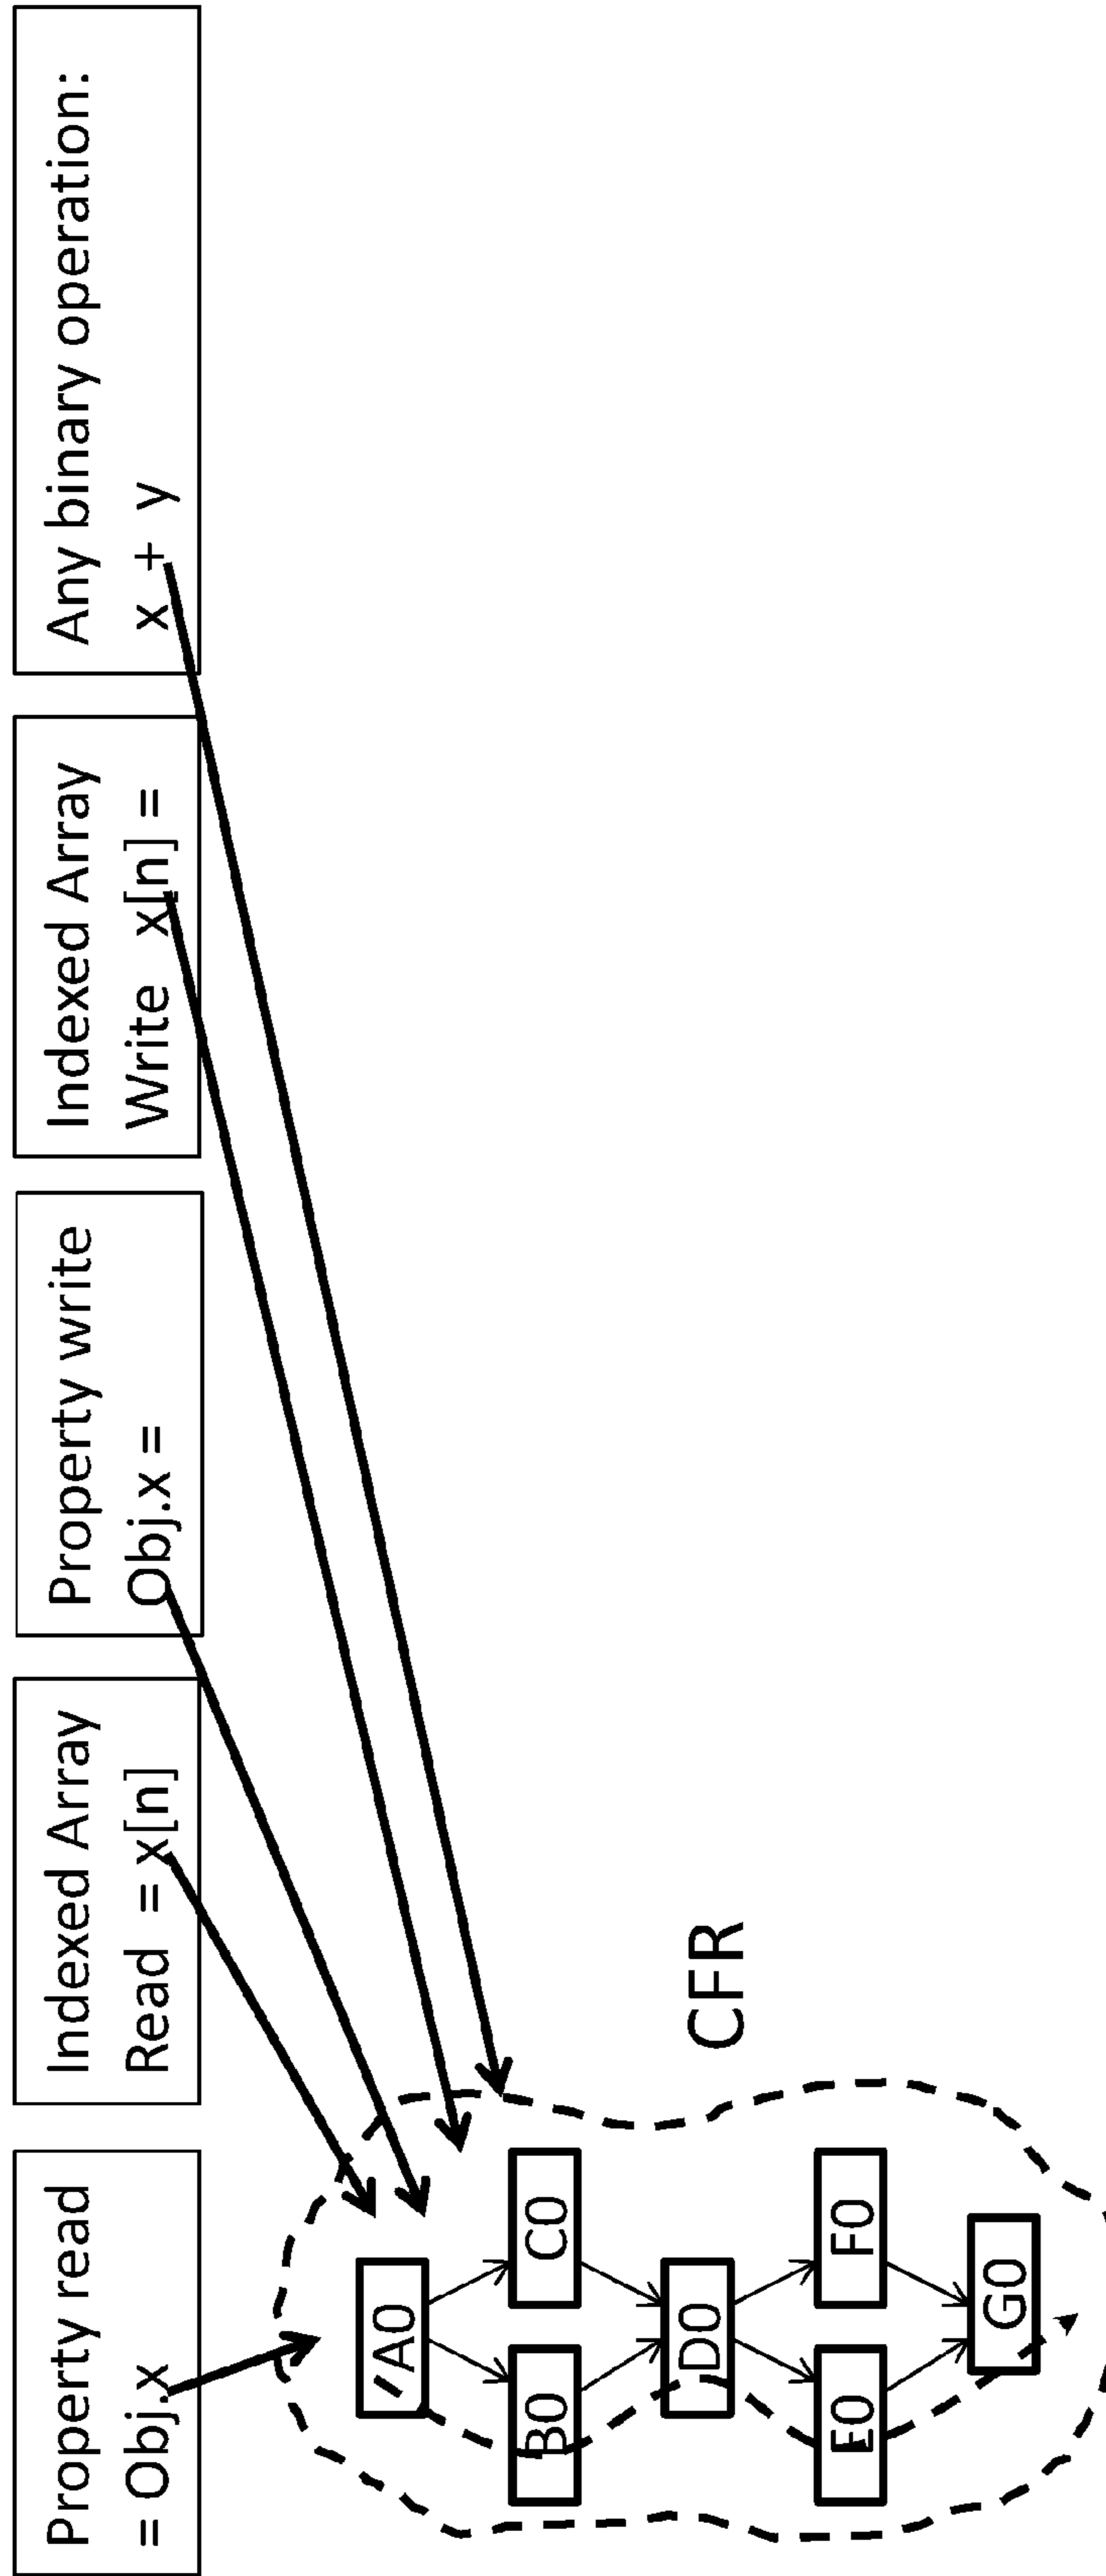 Property read
= Obj.x
Indexed Array
Read = x[n]
Property write
Obj.x =
Indexed Array
Write x[n] =
Any binary operation:
x + y
A0
B0
C0
D0
E0
F0
G0
CFR